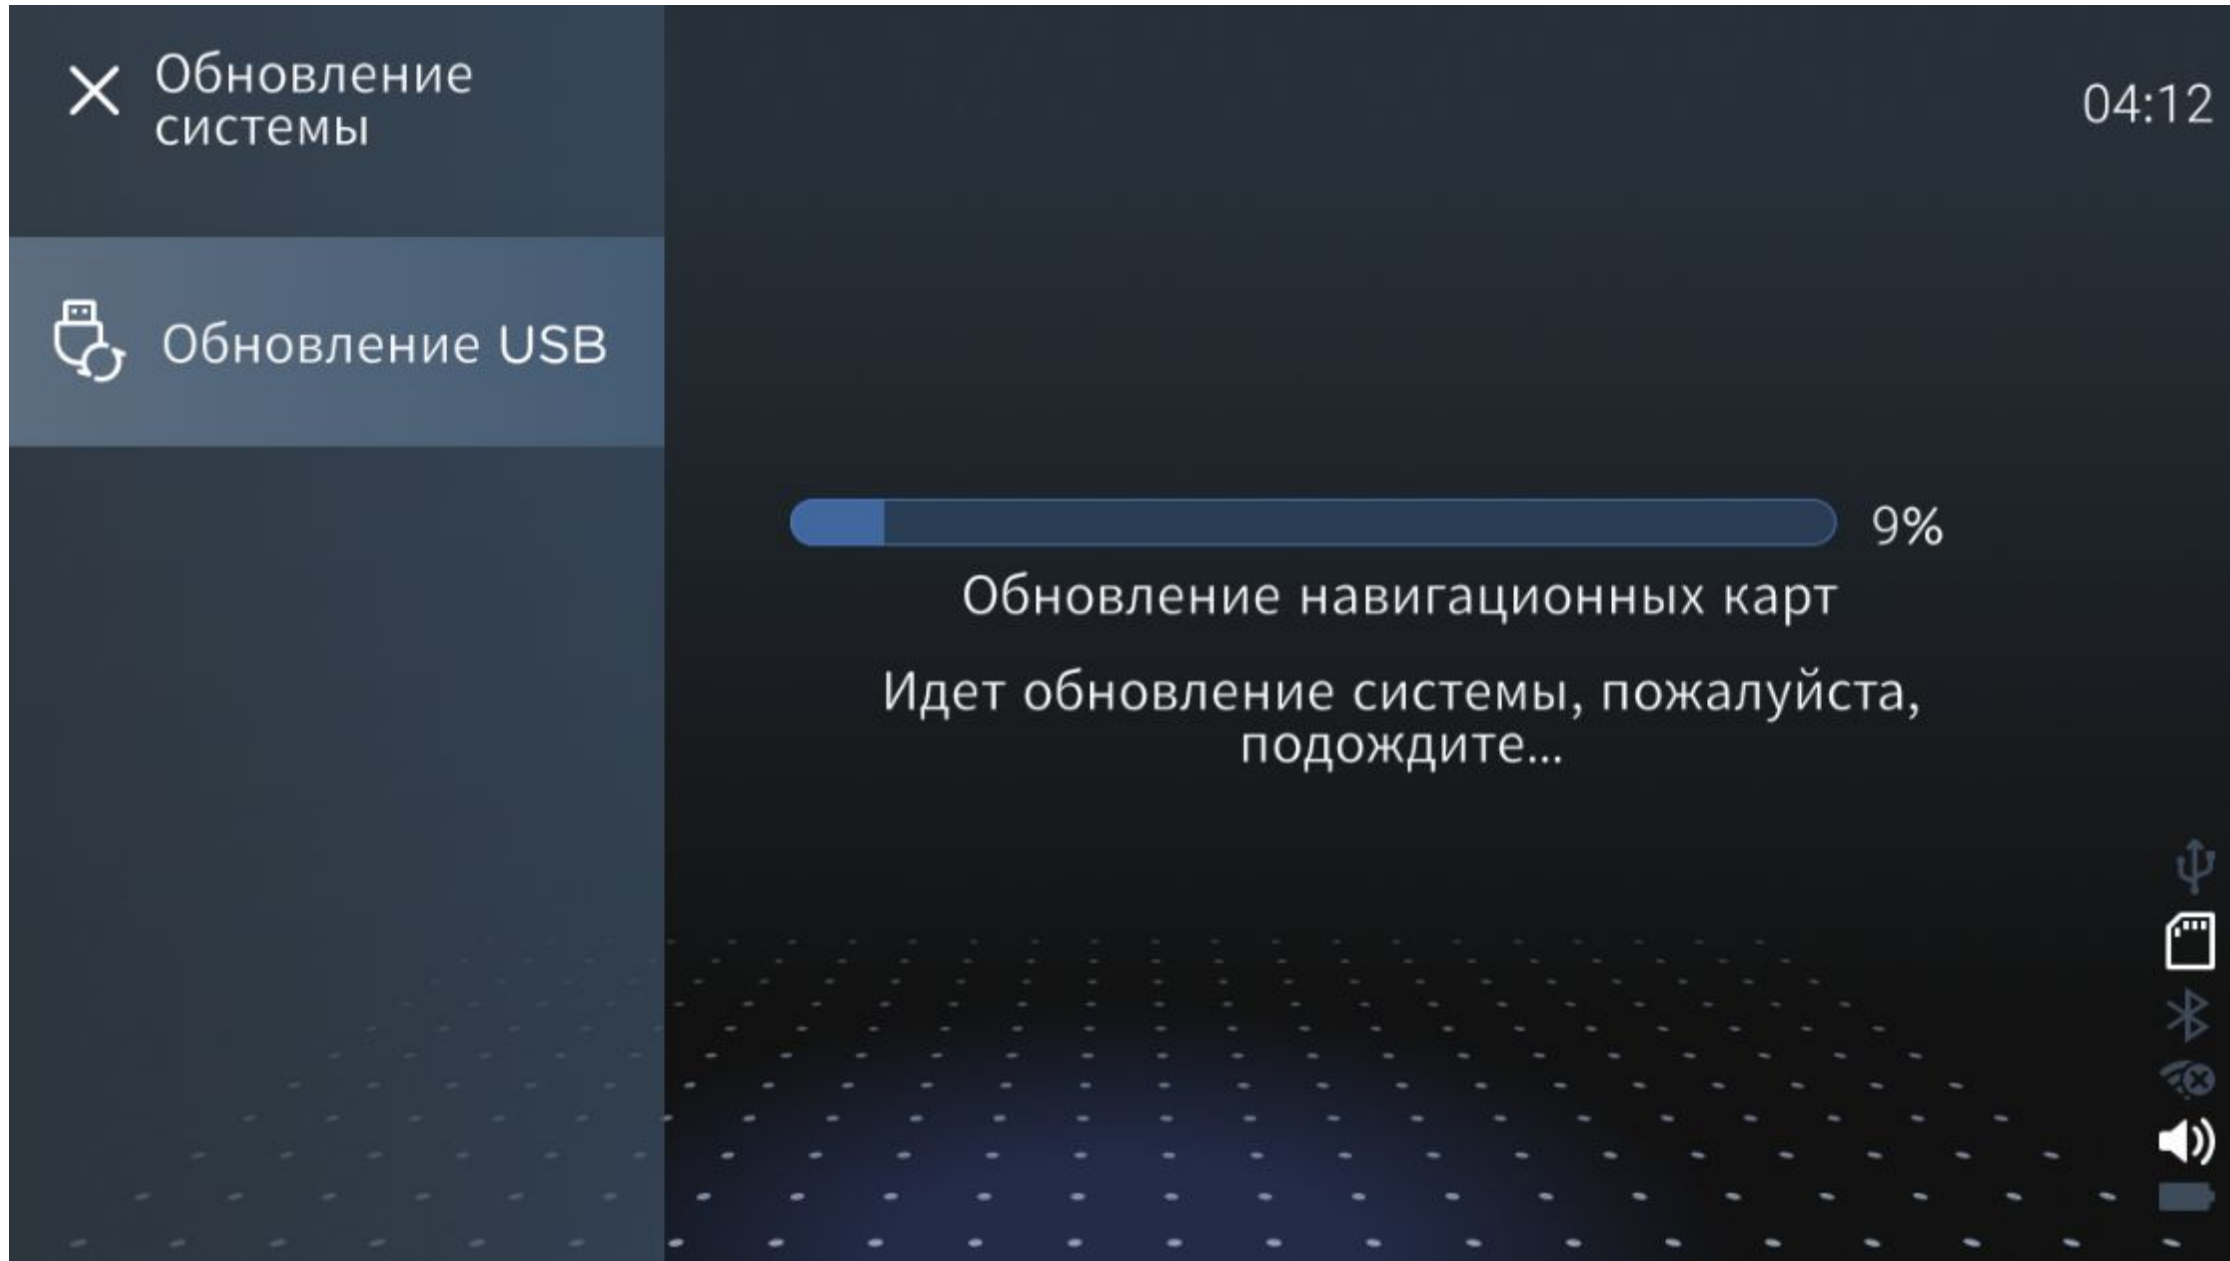 Обновление
системы
04:12
Обновление USB
9%
Обновление навигационных карт
Идет обновление системы, пожалуйста,
подождите...